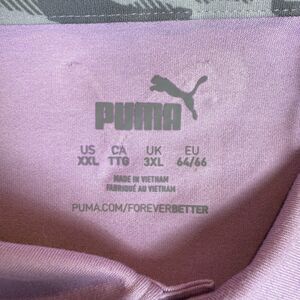 PUMA
US CA UK EU
XXL TTG 3XL 64/66
MADE IN VIETNAM
FABRIQUÉ AU VIETNAM
PUMA.COM/FOREVERBETTER